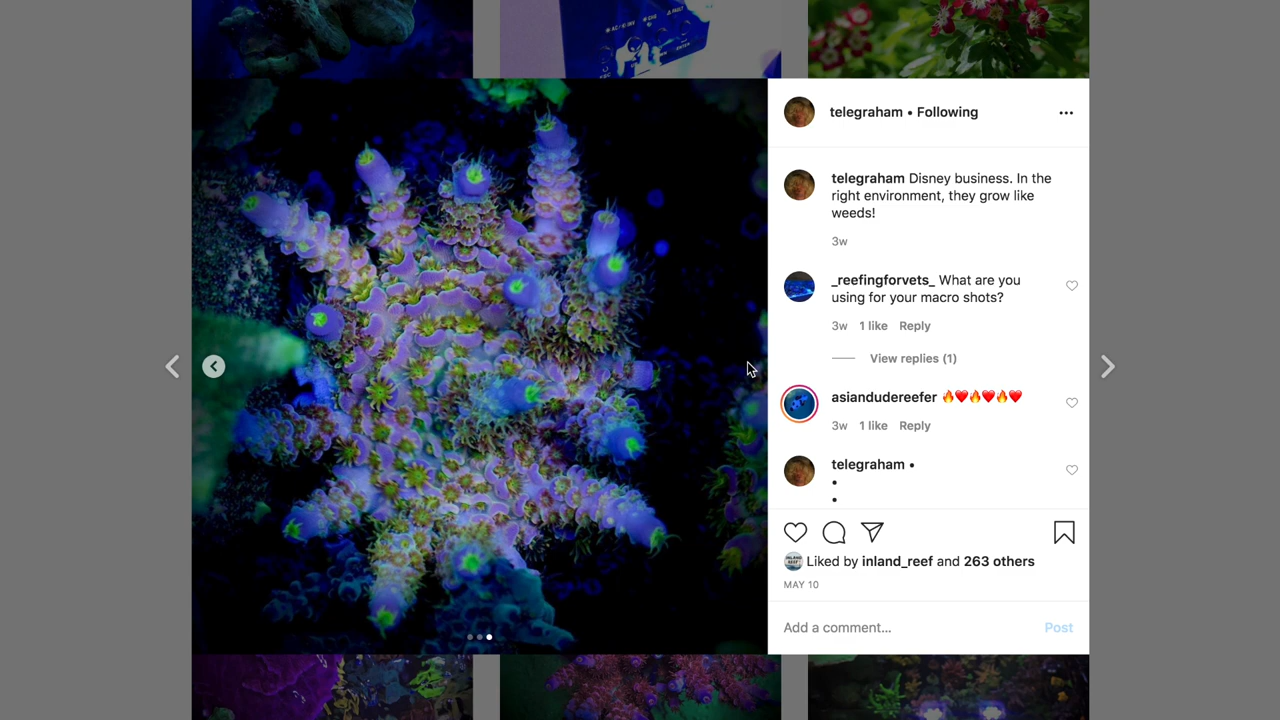 telegraham • Following
telegraham Disney business. In the
right environment, they grow like
weeds!
3w
_reefingforvets_ What are you
using for your macro shots?
3w 1 like Reply
View replies (1)
asiandudereefer 🔥❤️🔥❤️🔥❤️
3w 1 like Reply
telegraham •
•
•
Liked by inland_reef and 263 others
MAY 10
Add a comment...
Post